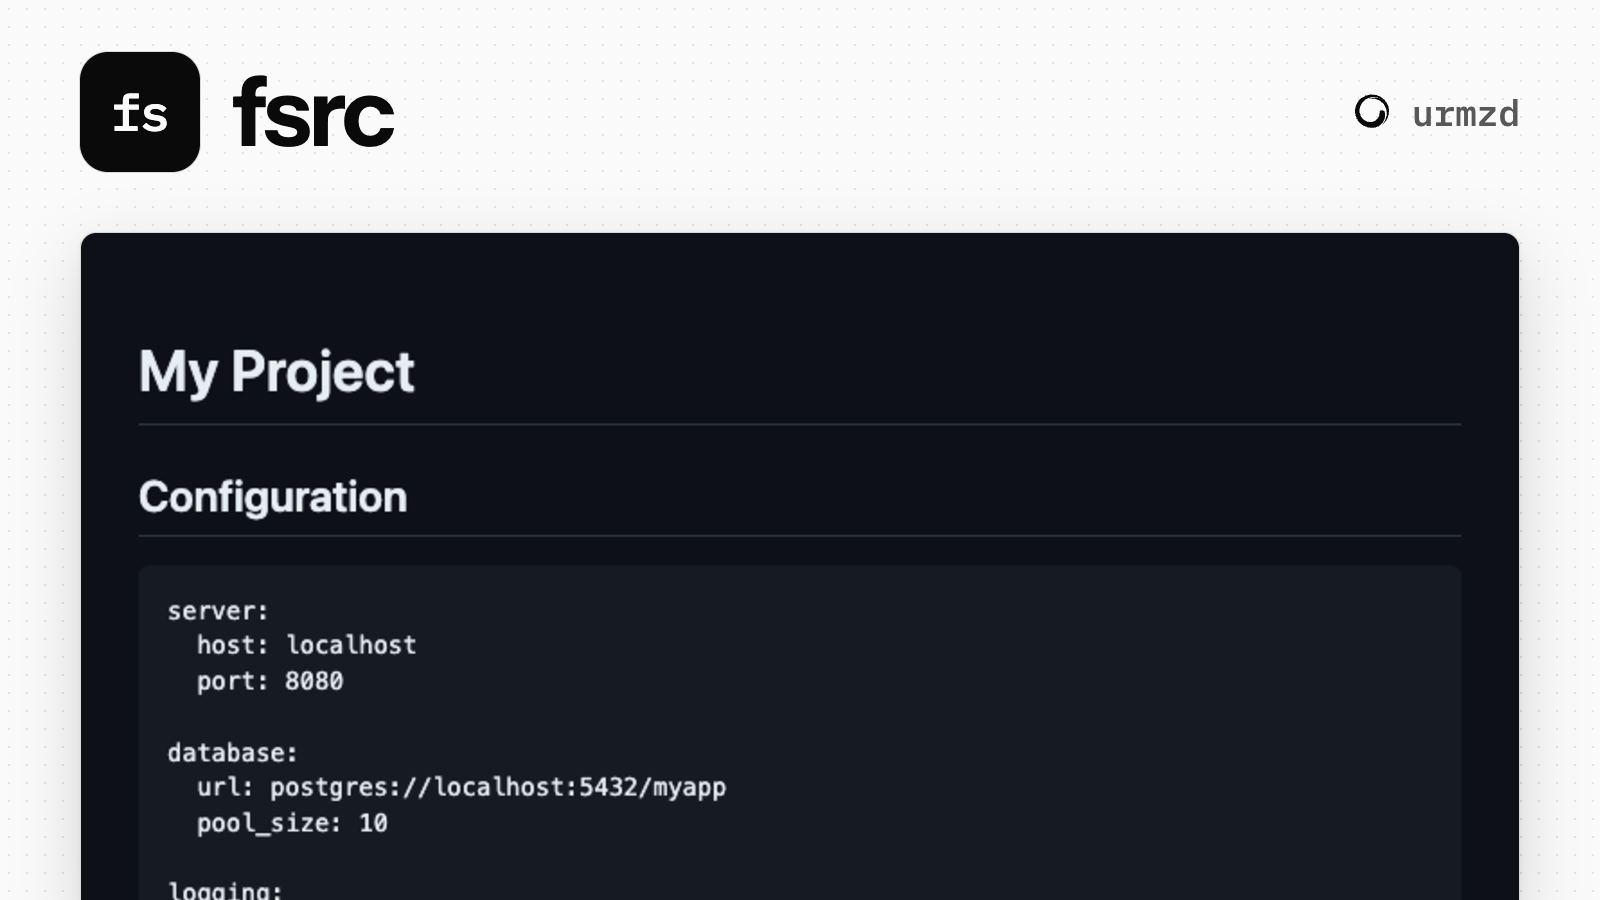 fs fsrc
urmzd
My Project
Configuration
server:
  host: localhost
  port: 8080

database:
  url: postgres://localhost:5432/myapp
  pool_size: 10

logging: